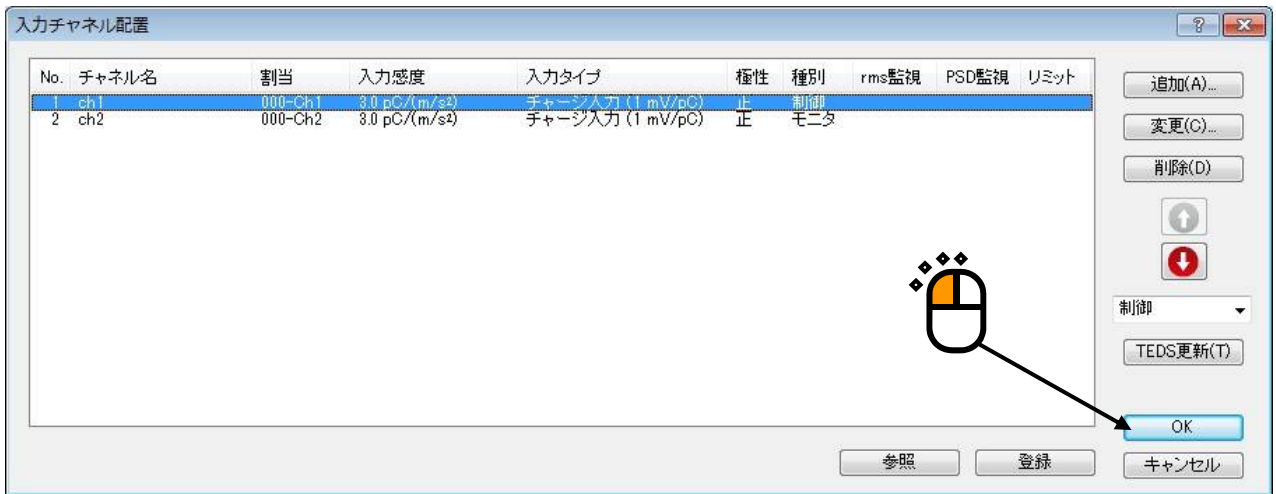 入力チャネル配置
No. チャネル名 割当 入力感度 入力タイプ 極性 種別 rms監視 PSD監視 リミット
1 ch1 000-Ch1 3.0 pC/(m/s²) チャージ入力 (1 mV/pC) 正 制御
2 ch2 000-Ch2 3.0 pC/(m/s²) チャージ入力 (1 mV/pC) 正 モニタ
追加(A)...
変更(C)...
削除(D)
制御
TEDS更新(T)
OK
参照 登録 キャンセル